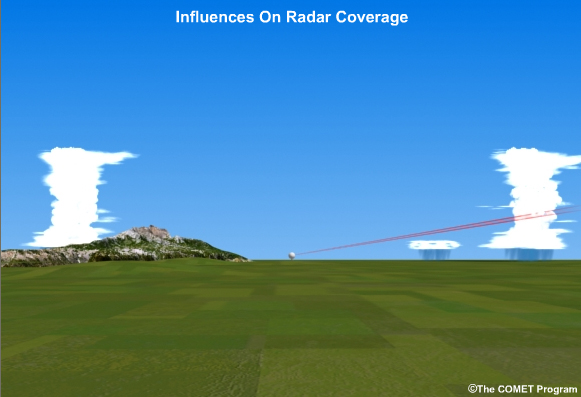 Influences On Radar Coverage
©The COMET Program